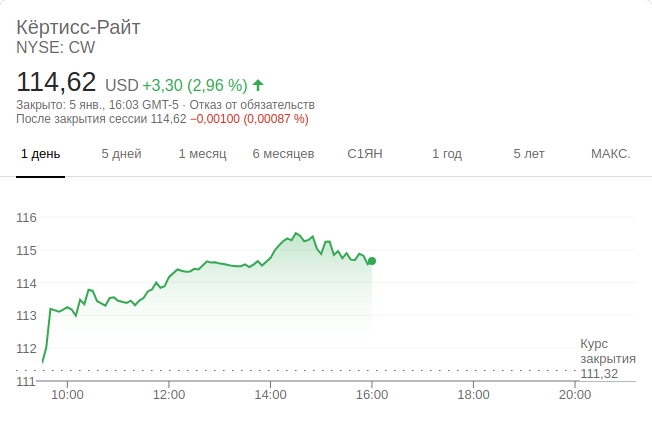 Кёртисс-Райт
NYSE: CW
114,62 USD +3,30 (2,96 %)
Закрыто: 5 янв., 16:03 GMT-5 · Отказ от обязательств
После закрытия сессии 114,62 −0,00100 (0,00087 %)
1 день 5 дней 1 месяц 6 месяцев С1ЯН 1 год 5 лет МАКС.
116
115
114
113
112
Курс
закрытия
111,32
111
10:00 12:00 14:00 16:00 18:00 20:00